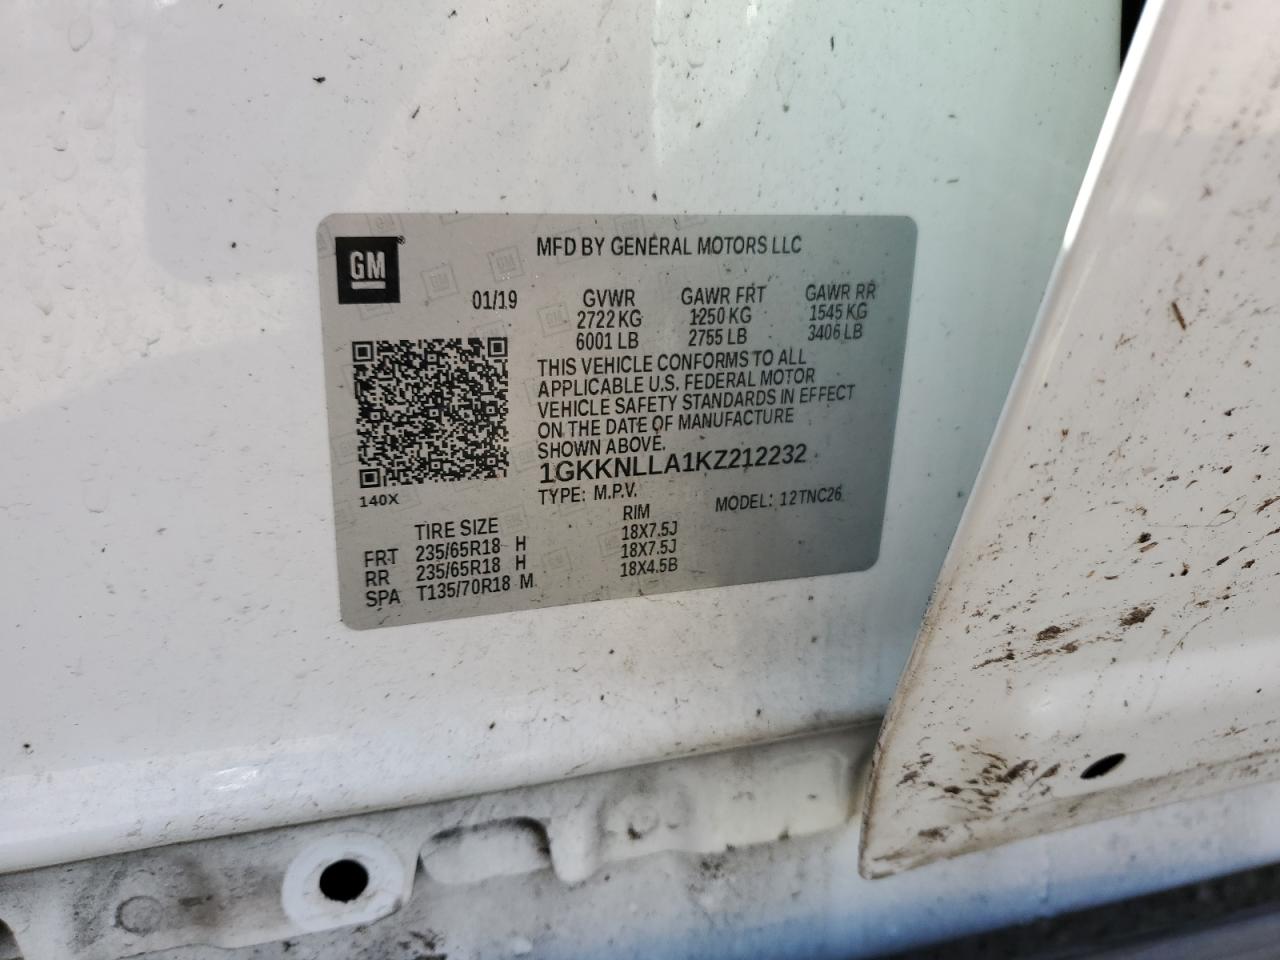 GM ®
MFD BY GENERAL MOTORS LLC
01/19 GVWR GAWR FRT GAWR RR
2722 KG 1250 KG 1545 KG
6001 LB 2755 LB 3406 LB
THIS VEHICLE CONFORMS TO ALL
APPLICABLE U.S. FEDERAL MOTOR
VEHICLE SAFETY STANDARDS IN EFFECT
ON THE DATE OF MANUFACTURE
SHOWN ABOVE.
1GKKNLLA1KZ212232
140X
TYPE: M.P.V. MODEL: 12TNC26
TIRE SIZE RIM
FRT 235/65R18 H 18X7.5J
RR 235/65R18 H 18X7.5J
SPA T135/70R18 M 18X4.5B